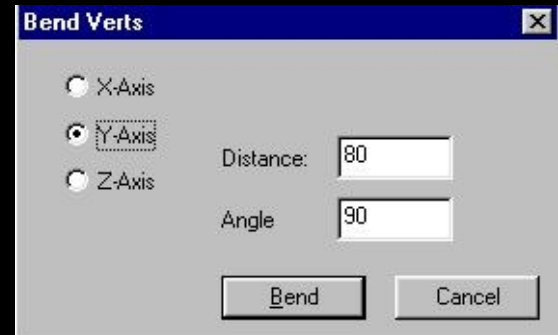 Bend Verts
X-Axis
Y-Axis
Z-Axis
Distance: 80
Angle 90
Bend Cancel